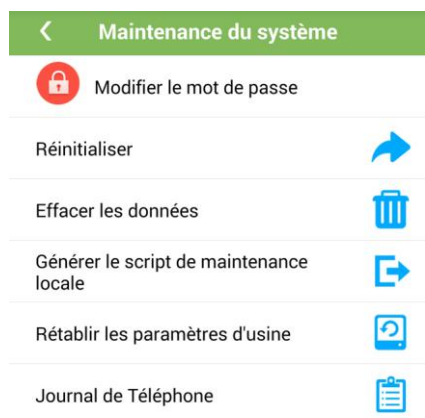 Maintenance du système
Modifier le mot de passe
Réinitialiser
Effacer les données
Générer le script de maintenance
locale
Rétablir les paramètres d'usine
Journal de Téléphone